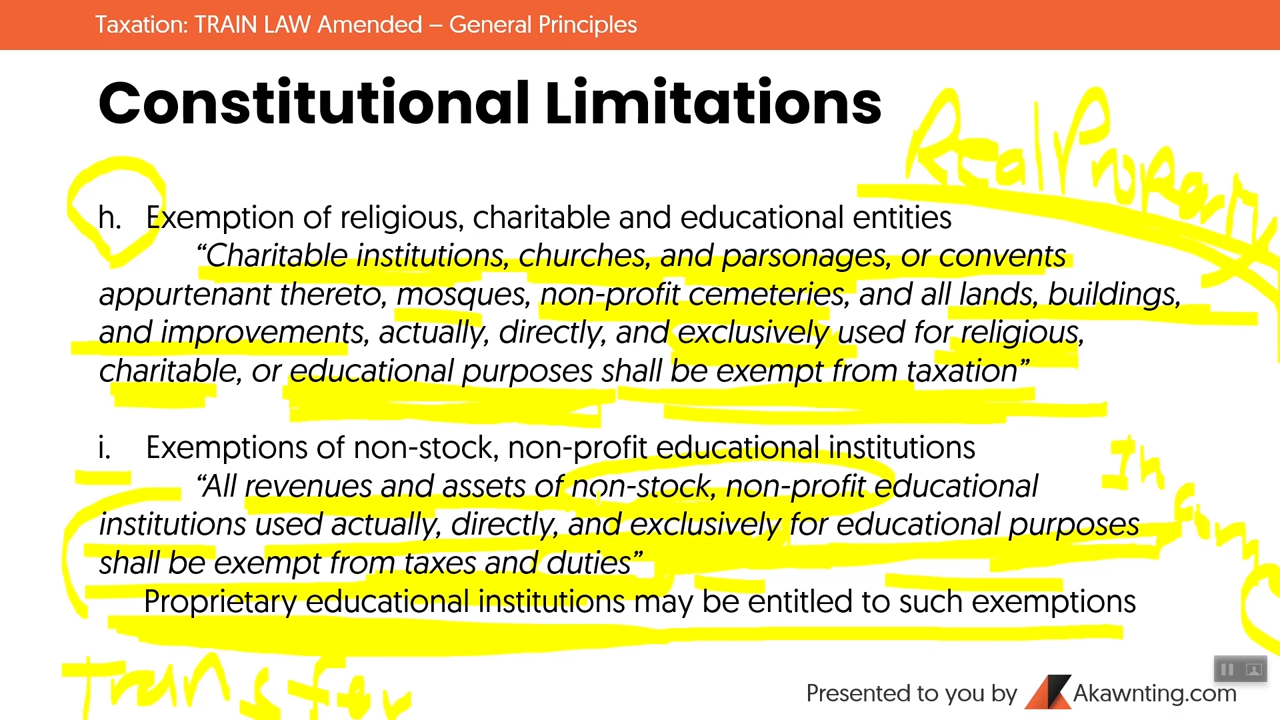 Taxation: TRAIN LAW Amended – General Principles
Constitutional Limitations
Real Property
h. Exemption of religious, charitable and educational entities
“Charitable institutions, churches, and parsonages, or convents
appurtenant thereto, mosques, non-profit cemeteries, and all lands, buildings,
and improvements, actually, directly, and exclusively used for religious,
charitable, or educational purposes shall be exempt from taxation”
i. Exemptions of non-stock, non-profit educational institutions
“All revenues and assets of non-stock, non-profit educational
institutions used actually, directly, and exclusively for educational purposes
shall be exempt from taxes and duties”
Proprietary educational institutions may be entitled to such exemptions
Transfer
Presented to you by Akawnting.com